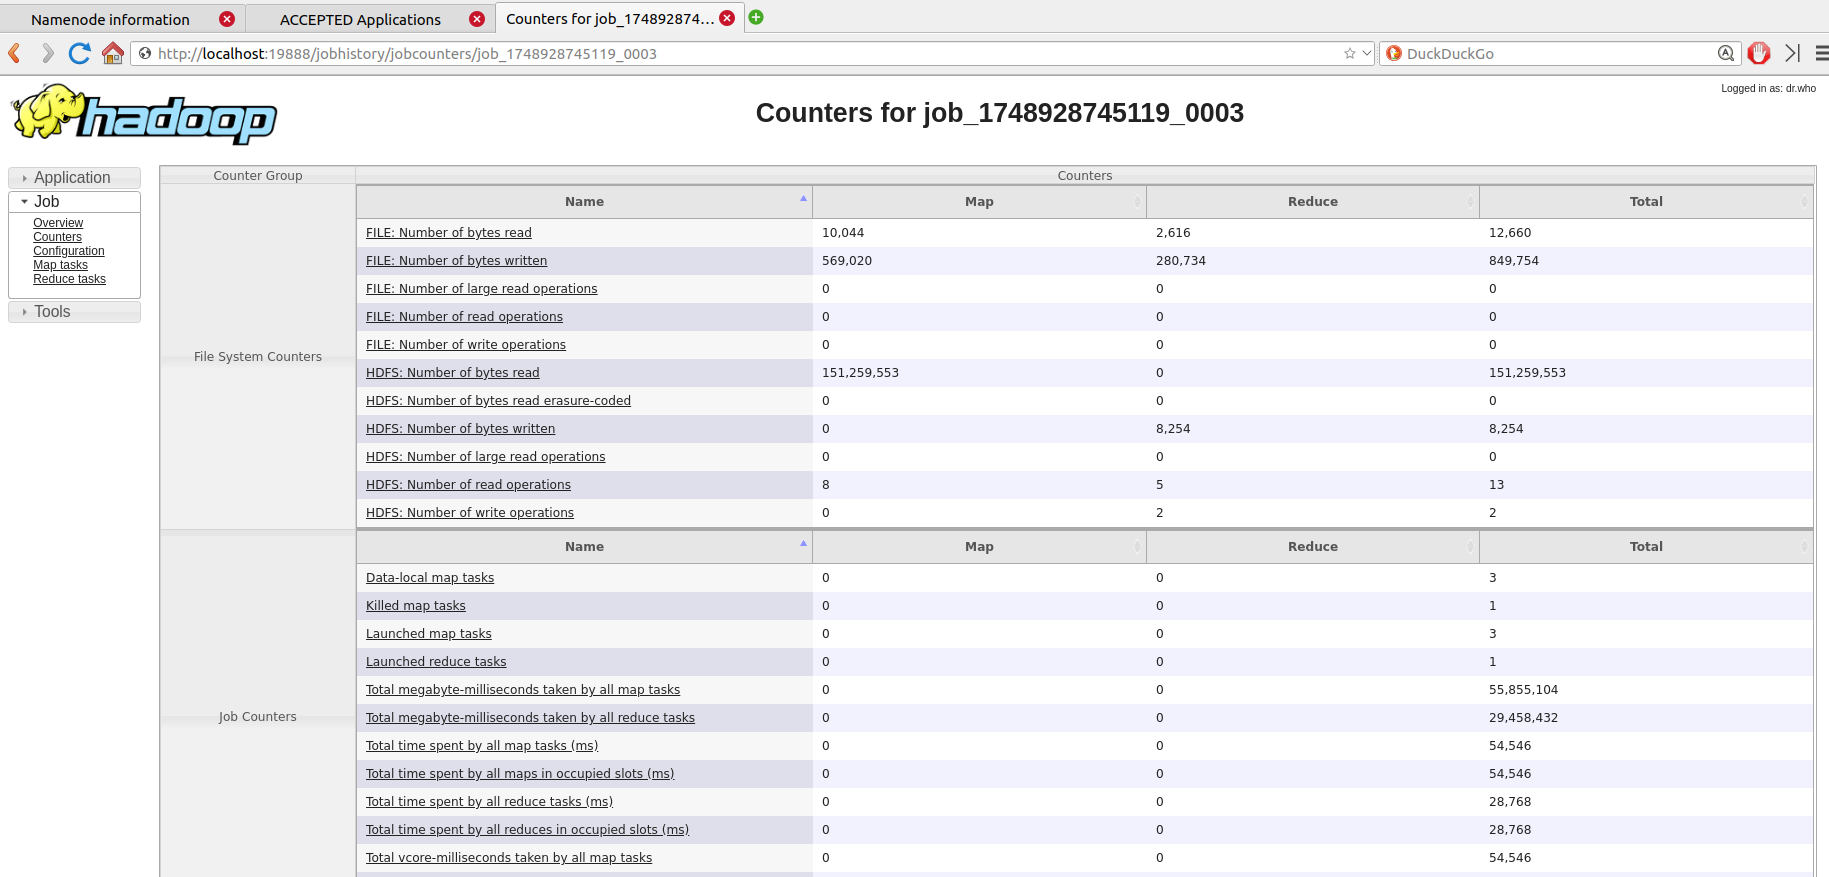 Namenode information
ACCEPTED Applications
Counters for job_174892874...
http://localhost:19888/jobhistory/jobcounters/job_1748928745119_0003
DuckDuckGo
hadoop
Counters for job_1748928745119_0003
Logged in as: dr.who
Application
Job
Overview
Counters
Configuration
Map tasks
Reduce tasks
Tools
Counter Group Counters
File System Counters
Name Map Reduce Total
FILE: Number of bytes read 10,044 2,616 12,660
FILE: Number of bytes written 569,020 280,734 849,754
FILE: Number of large read operations 0 0 0
FILE: Number of read operations 0 0 0
FILE: Number of write operations 0 0 0
HDFS: Number of bytes read 151,259,553 0 151,259,553
HDFS: Number of bytes read erasure-coded 0 0 0
HDFS: Number of bytes written 0 8,254 8,254
HDFS: Number of large read operations 0 0 0
HDFS: Number of read operations 8 5 13
HDFS: Number of write operations 0 2 2
Job Counters
Name Map Reduce Total
Data-local map tasks 0 0 3
Killed map tasks 0 0 1
Launched map tasks 0 0 3
Launched reduce tasks 0 0 1
Total megabyte-milliseconds taken by all map tasks 0 0 55,855,104
Total megabyte-milliseconds taken by all reduce tasks 0 0 29,458,432
Total time spent by all map tasks (ms) 0 0 54,546
Total time spent by all maps in occupied slots (ms) 0 0 54,546
Total time spent by all reduce tasks (ms) 0 0 28,768
Total time spent by all reduces in occupied slots (ms) 0 0 28,768
Total vcore-milliseconds taken by all map tasks 0 0 54,546